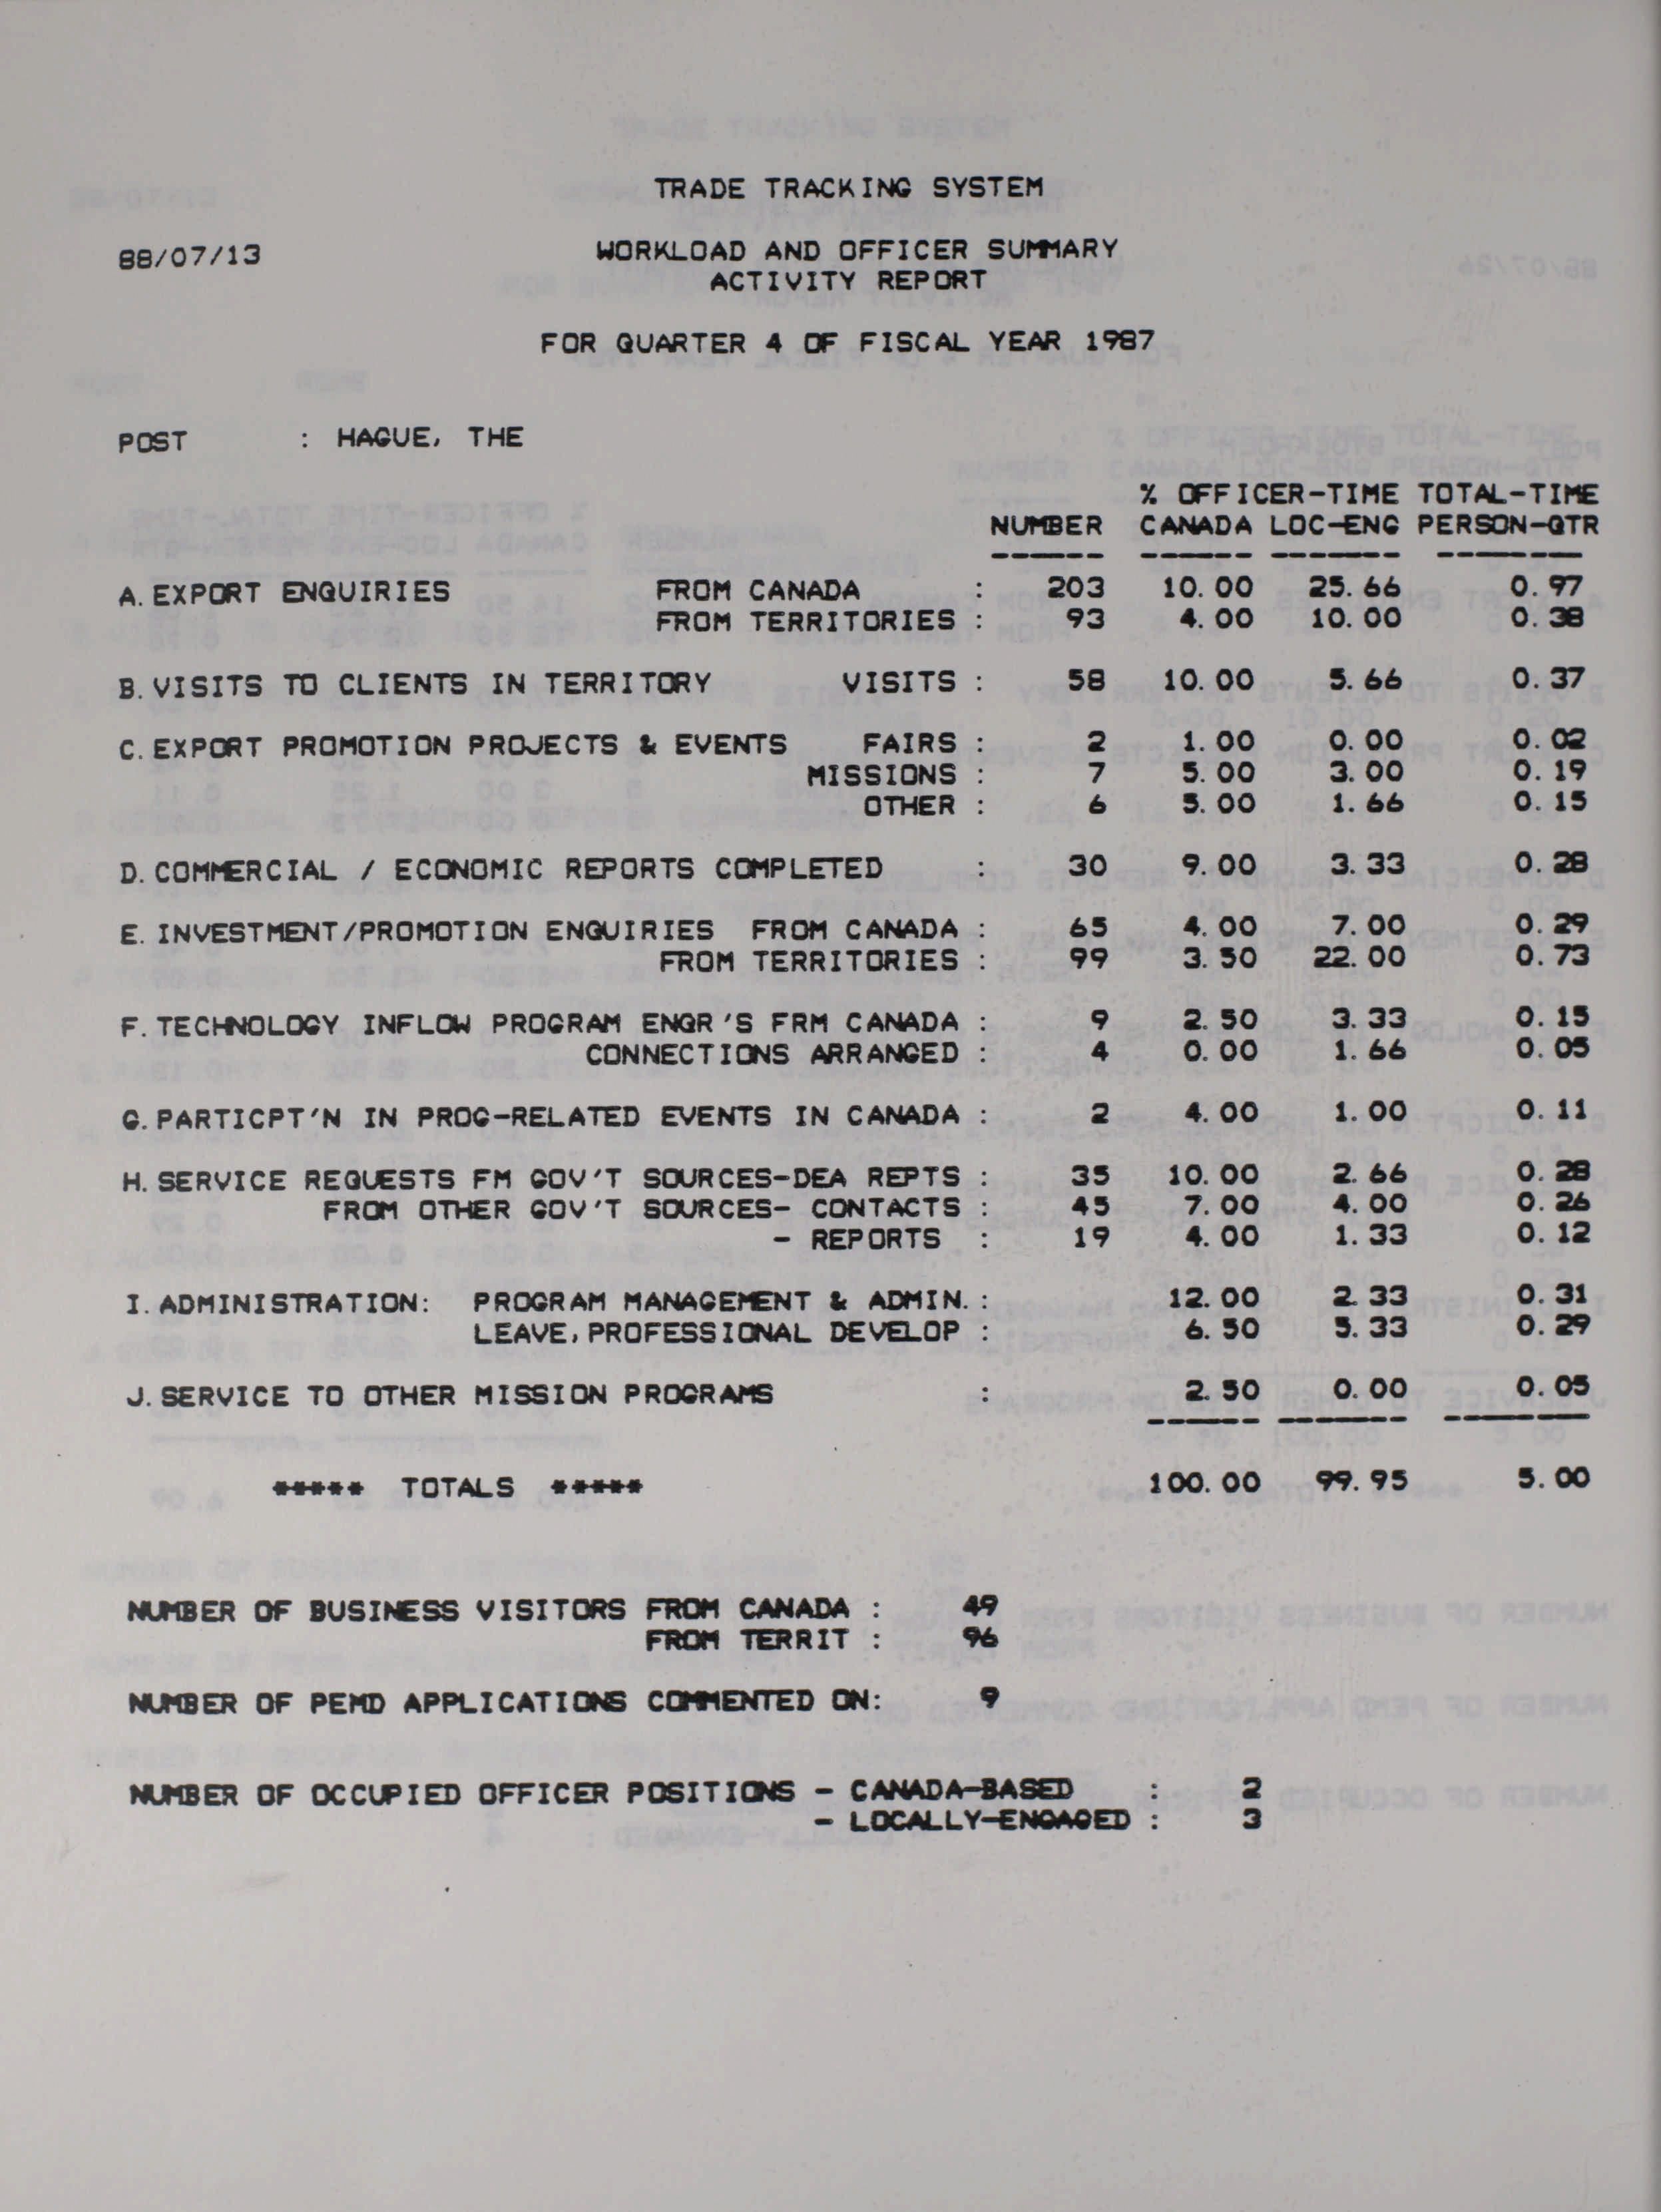 TRADE TRACKING SYSTEM
88/07/13 WORKLOAD AND OFFICER SUMMARY
ACTIVITY REPORT
FOR QUARTER 4 OF FISCAL YEAR 1987
POST : HAGUE, THE
% OFFICER-TIME TOTAL-TIME
NUMBER CANADA LOC-ENG PERSON-QTR
------ ------ ------- --------
A. EXPORT ENQUIRIES FROM CANADA : 203 10.00 25.66 0.97
FROM TERRITORIES : 93 4.00 10.00 0.38
B. VISITS TO CLIENTS IN TERRITORY VISITS : 58 10.00 5.66 0.37
C. EXPORT PROMOTION PROJECTS & EVENTS FAIRS : 2 1.00 0.00 0.02
MISSIONS : 7 5.00 3.00 0.19
OTHER : 6 5.00 1.66 0.15
D. COMMERCIAL / ECONOMIC REPORTS COMPLETED : 30 9.00 3.33 0.28
E. INVESTMENT/PROMOTION ENQUIRIES FROM CANADA : 65 4.00 7.00 0.29
FROM TERRITORIES : 99 3.50 22.00 0.73
F. TECHNOLOGY INFLOW PROGRAM ENQR'S FRM CANADA : 9 2.50 3.33 0.15
CONNECTIONS ARRANGED : 4 0.00 1.66 0.05
G. PARTICPT'N IN PROG-RELATED EVENTS IN CANADA : 2 4.00 1.00 0.11
H. SERVICE REQUESTS FM GOV'T SOURCES-DEA REPTS : 35 10.00 2.66 0.28
FROM OTHER GOV'T SOURCES- CONTACTS : 45 7.00 4.00 0.26
- REPORTS : 19 4.00 1.33 0.12
I. ADMINISTRATION: PROGRAM MANAGEMENT & ADMIN. : 12.00 2.33 0.31
LEAVE, PROFESSIONAL DEVELOP : 6.50 5.33 0.29
J. SERVICE TO OTHER MISSION PROGRAMS : 2.50 0.00 0.05
------ ------- --------
***** TOTALS ***** 100.00 99.95 5.00
NUMBER OF BUSINESS VISITORS FROM CANADA : 49
FROM TERRIT : 96
NUMBER OF PEMD APPLICATIONS COMMENTED ON: 9
NUMBER OF OCCUPIED OFFICER POSITIONS - CANADA-BASED : 2
- LOCALLY-ENGAGED : 3